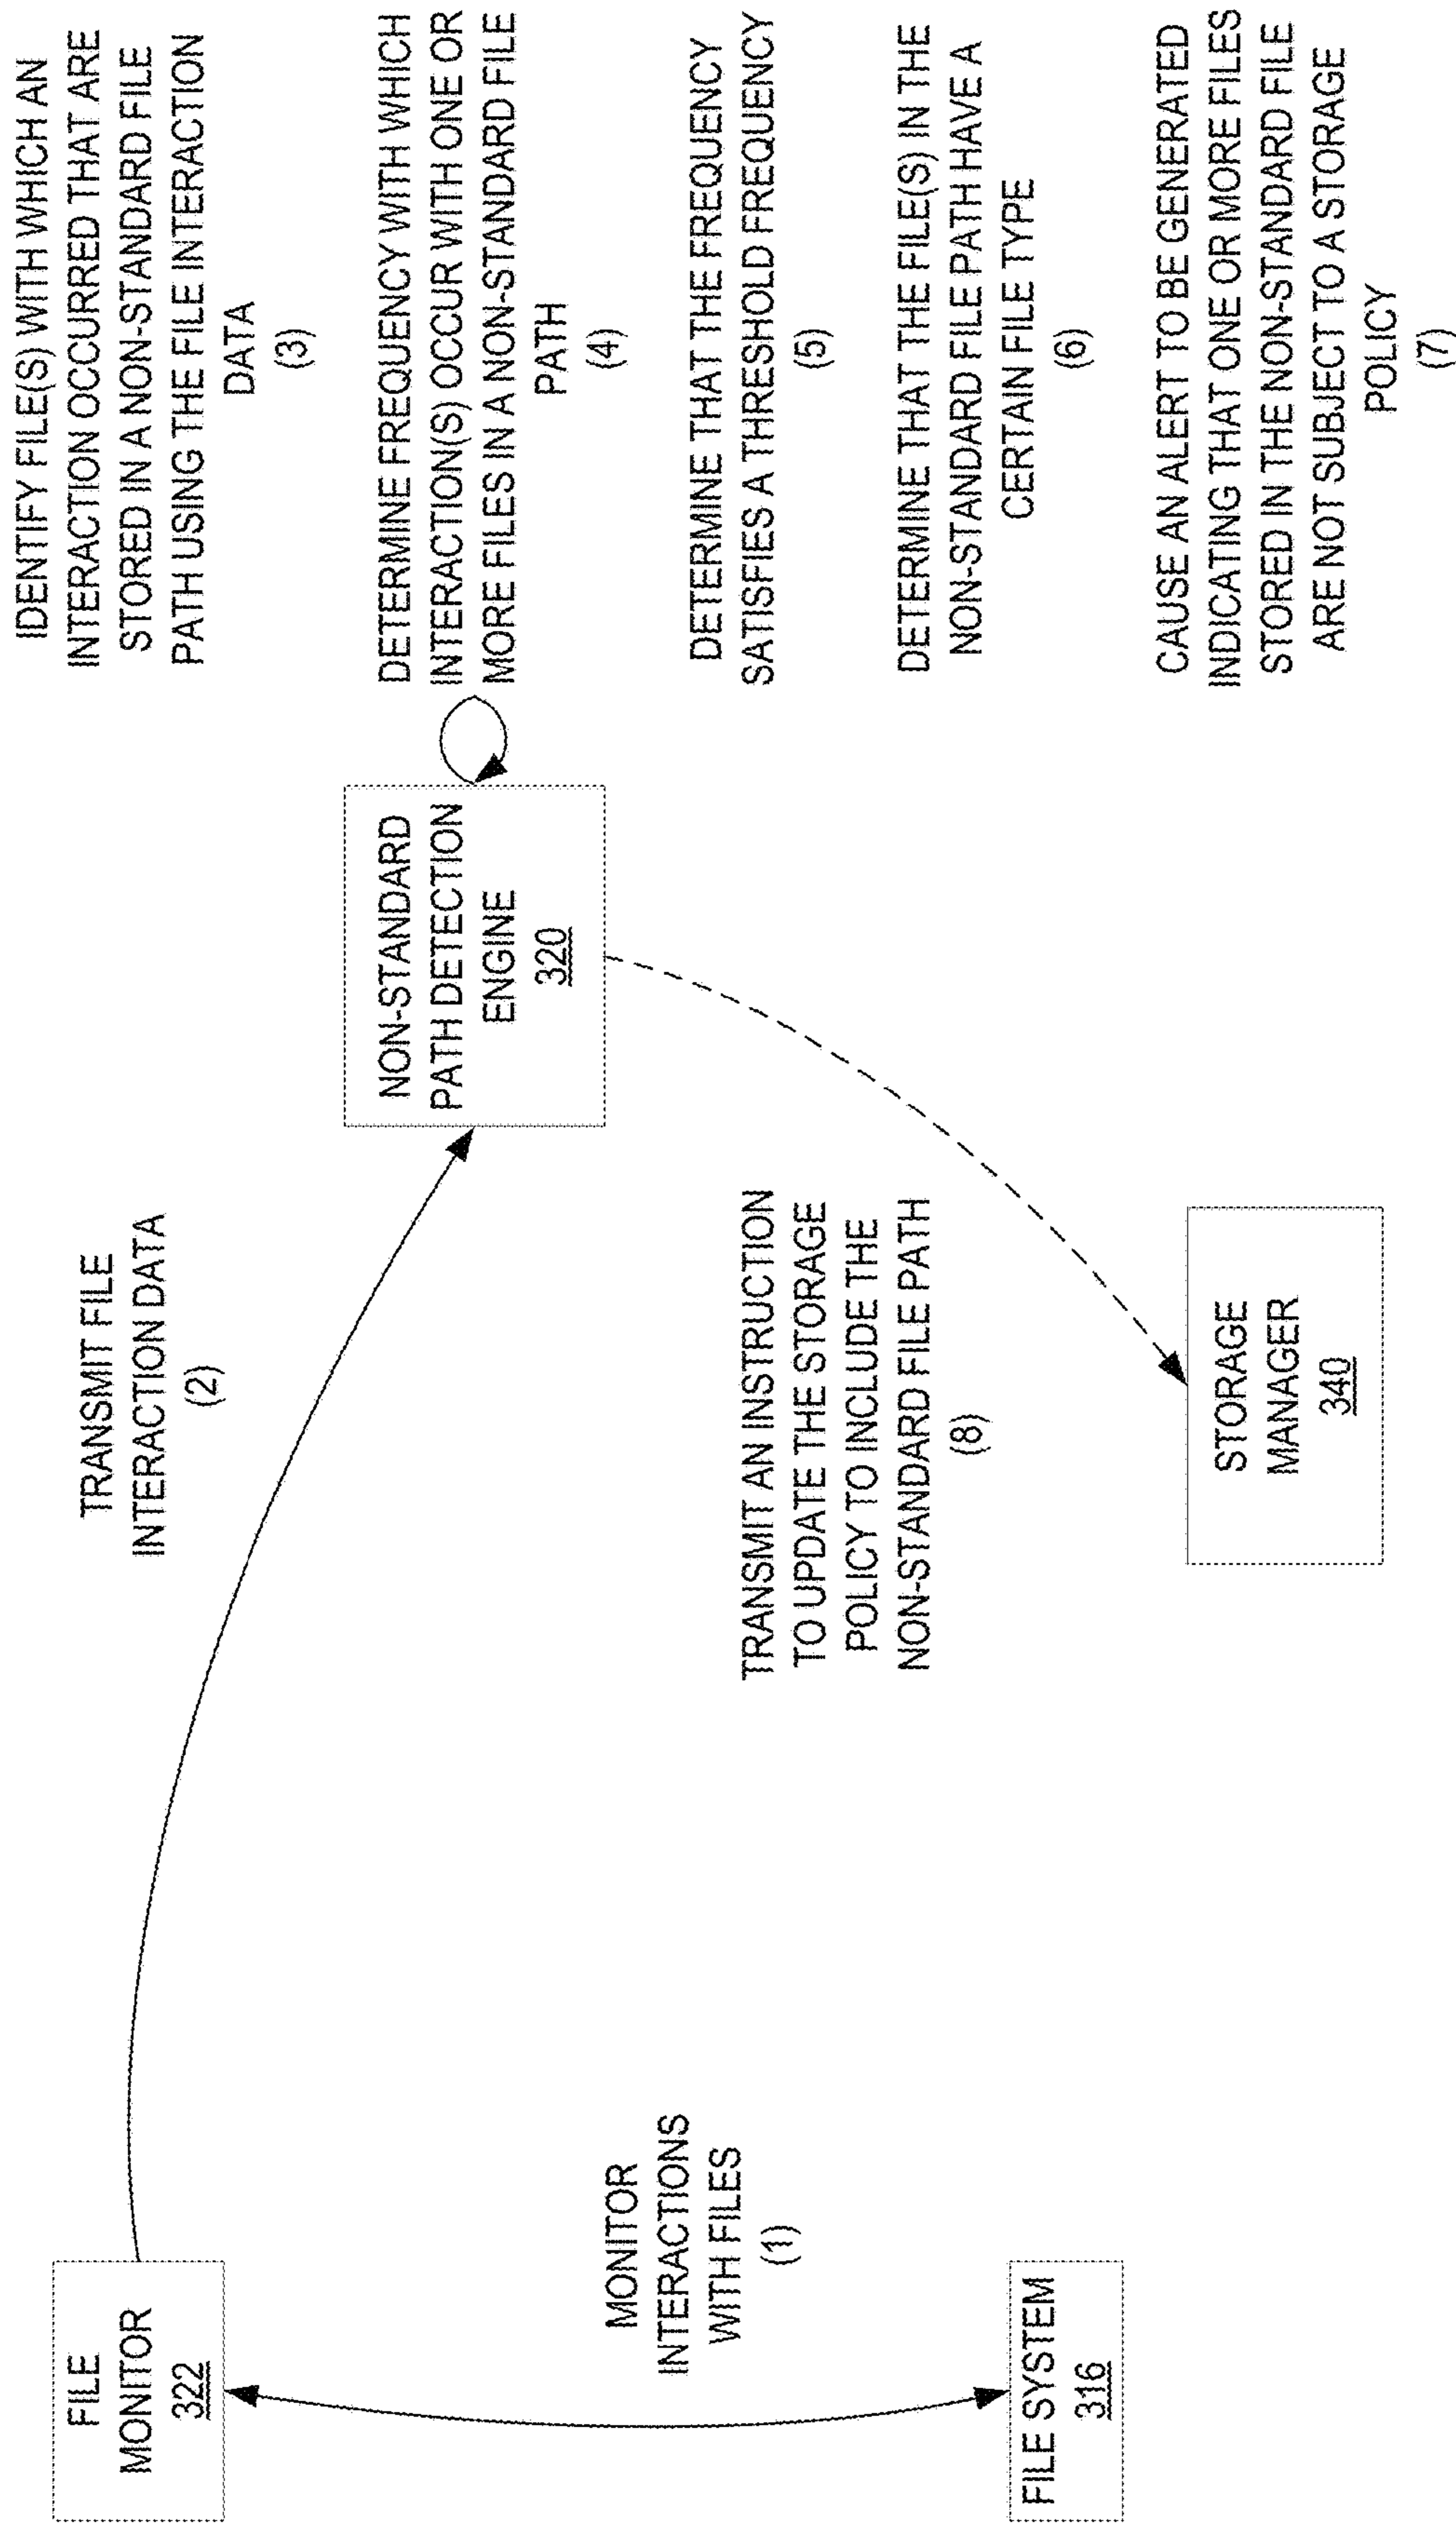 FILE
MONITOR
322
MONITOR
INTERACTIONS
WITH FILES
(1)
FILE SYSTEM
316
TRANSMIT FILE
INTERACTION DATA
(2)
NON-STANDARD
PATH DETECTION
ENGINE
320
IDENTIFY FILE(S) WITH WHICH AN
INTERACTION OCCURRED THAT ARE
STORED IN A NON-STANDARD FILE
PATH USING THE FILE INTERACTION
DATA
(3)
DETERMINE FREQUENCY WITH WHICH
INTERACTION(S) OCCUR WITH ONE OR
MORE FILES IN A NON-STANDARD FILE
PATH
(4)
DETERMINE THAT THE FREQUENCY
SATISFIES A THRESHOLD FREQUENCY
(5)
DETERMINE THAT THE FILE(S) IN THE
NON-STANDARD FILE PATH HAVE A
CERTAIN FILE TYPE
(6)
CAUSE AN ALERT TO BE GENERATED
INDICATING THAT ONE OR MORE FILES
STORED IN THE NON-STANDARD FILE
ARE NOT SUBJECT TO A STORAGE
POLICY
(7)
TRANSMIT AN INSTRUCTION
TO UPDATE THE STORAGE
POLICY TO INCLUDE THE
NON-STANDARD FILE PATH
(8)
STORAGE
MANAGER
340